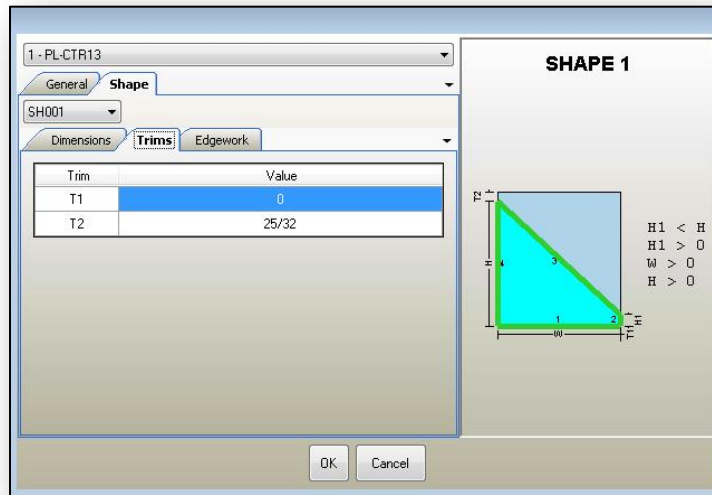 1 - PL-CTR13
General Shape
SH001
Dimensions Trims Edgework
Trim Value
T1 0
T2 25/32
OK Cancel
SHAPE 1
T2
H
4
3
1
2
W
H1
T1
H1 < H
H1 > 0
W > 0
H > 0